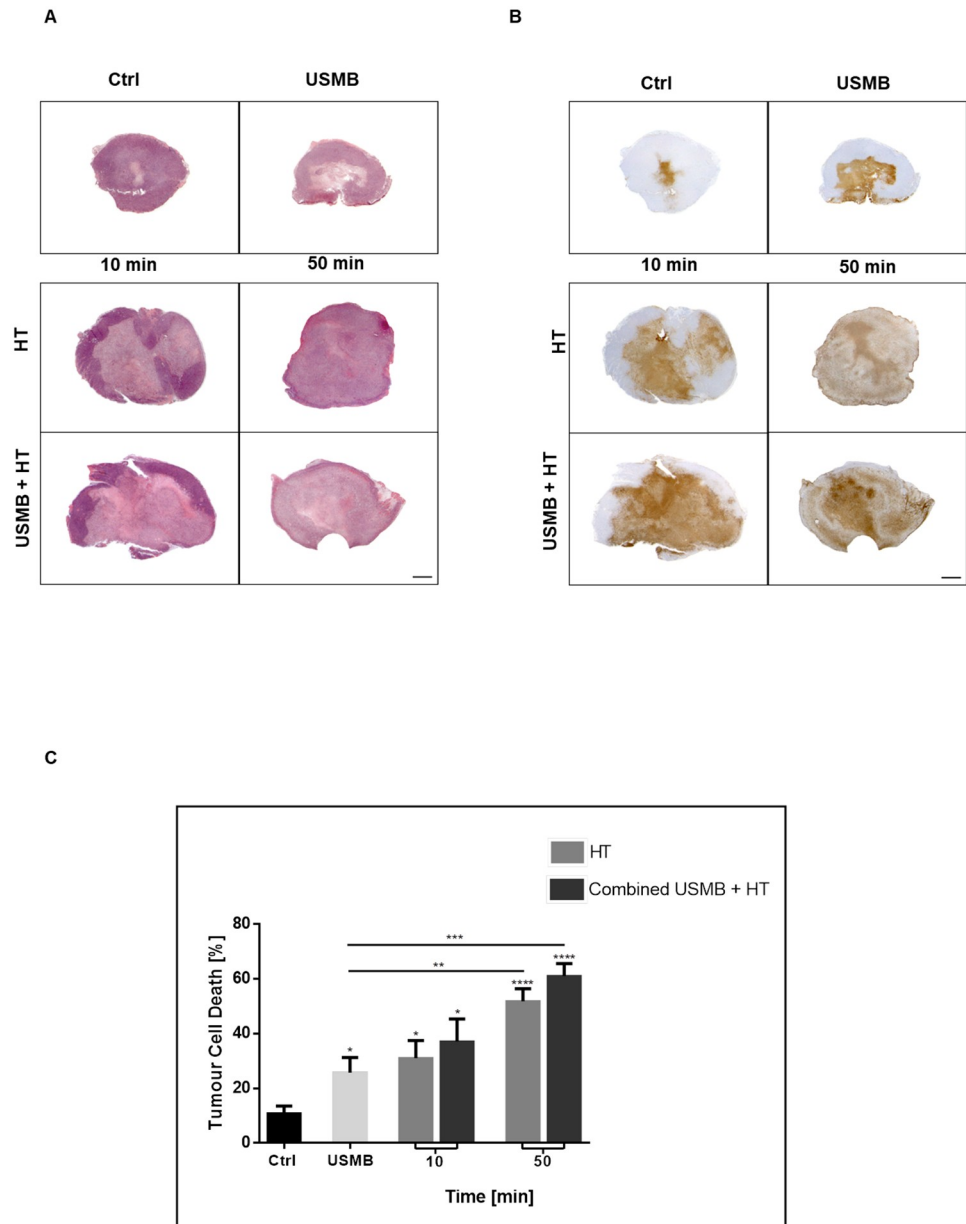 A
Ctrl USMB
10 min 50 min
HT
USMB + HT
B
Ctrl USMB
10 min 50 min
HT
USMB + HT
C
HT
Combined USMB + HT
Tumour Cell Death [%]
80
60
40
20
0
***
**
*
*
*
****
****
Ctrl USMB 10 50
Time [min]